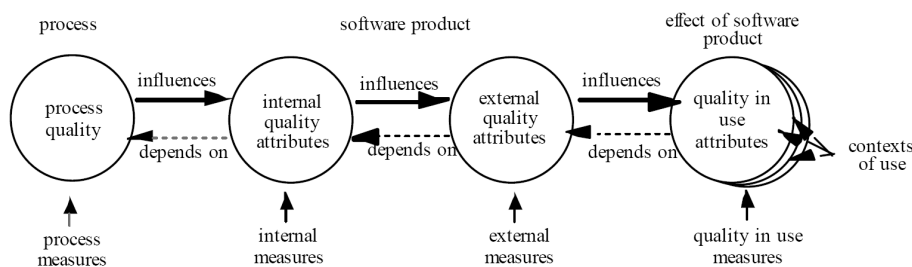 process
software product
effect of software
product
process
quality
influences
depends on
internal
quality
attributes
influences
depends on
external
quality
attributes
influences
depends on
quality in
use
attributes
contexts
of use
process
measures
internal
measures
external
measures
quality in use
measures